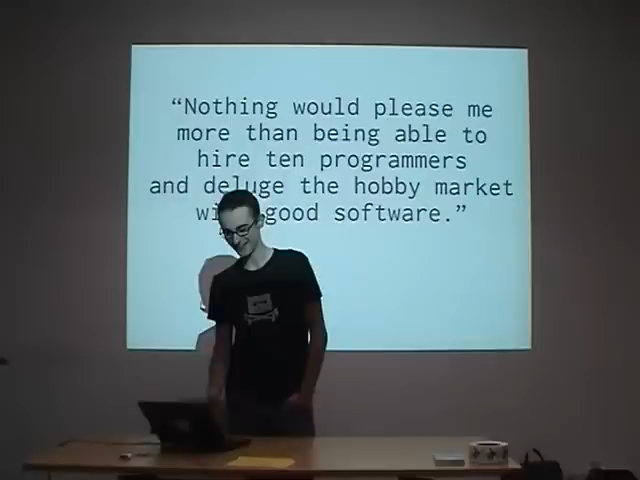 “Nothing would please me
more than being able to
hire ten programmers
and deluge the hobby market
good software.”